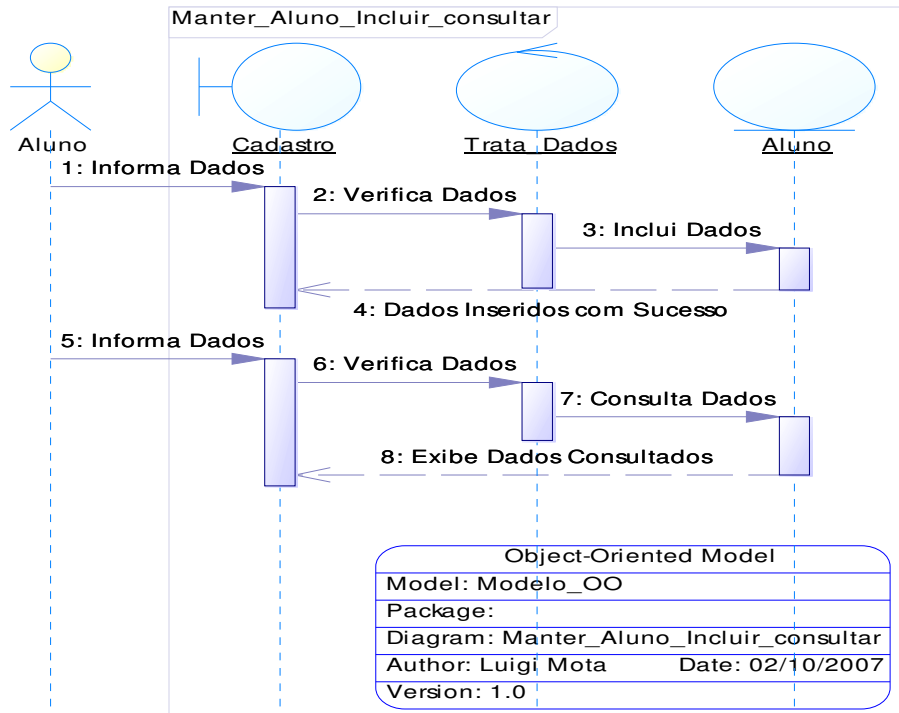 Manter_Aluno_Incluir_consultar
Aluno
Cadastro
Trata_Dados
Aluno
1: Informa Dados
2: Verifica Dados
3: Inclui Dados
4: Dados Inseridos com Sucesso
5: Informa Dados
6: Verifica Dados
7: Consulta Dados
8: Exibe Dados Consultados
Object-Oriented Model
Model: Modelo_OO
Package:
Diagram: Manter_Aluno_Incluir_consultar
Author: Luigi Mota Date: 02/10/2007
Version: 1.0